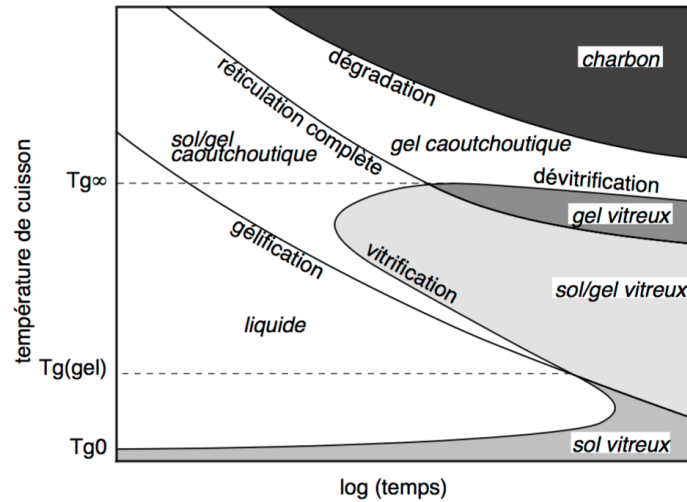 dégradation
charbon
réticulation complète
sol/gel
caoutchoutique
gel caoutchoutique
Tg∞
dévitrification
gel vitreux
gélification
vitrification
température de cuisson
sol/gel vitreux
liquide
Tg(gel)
Tg0
sol vitreux
log (temps)